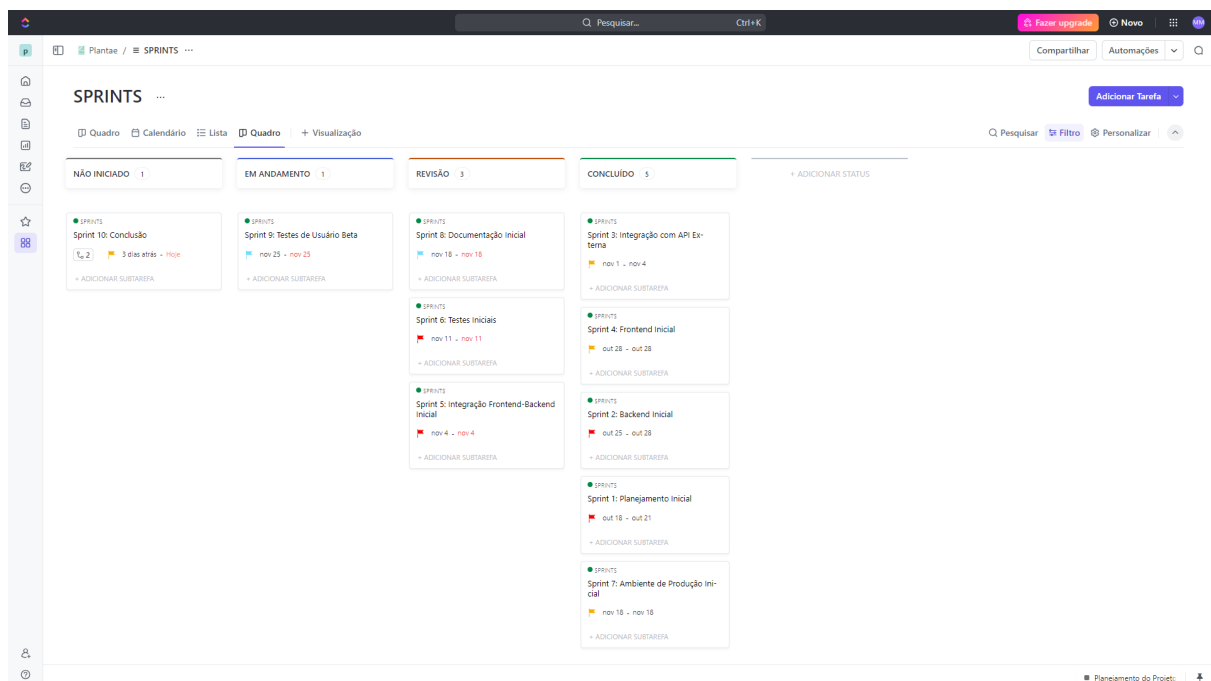 Pesquisar...
Ctrl+K
Fazer upgrade
Novo
MM
p
Plantae / SPRINTS ...
Compartilhar
Automações
SPRINTS ...
Adicionar Tarefa
Quadro
Calendário
Lista
Quadro
+ Visualização
Pesquisar
Filtro
Personalizar
NÃO INICIADO 1
SPRINTS
Sprint 10: Conclusão
2
3 dias atrás - Hoje
+ ADICIONAR SUBTAREFA
EM ANDAMENTO 1
SPRINTS
Sprint 9: Testes de Usuário Beta
nov 25 - nov 25
+ ADICIONAR SUBTAREFA
REVISÃO 3
SPRINTS
Sprint 8: Documentação Inicial
nov 18 - nov 18
+ ADICIONAR SUBTAREFA
SPRINTS
Sprint 6: Testes Iniciais
nov 11 - nov 11
+ ADICIONAR SUBTAREFA
SPRINTS
Sprint 5: Integração Frontend-Backend
Inicial
nov 4 - nov 4
+ ADICIONAR SUBTAREFA
CONCLUÍDO 5
SPRINTS
Sprint 3: Integração com API Ex-
terna
nov 1 - nov 4
+ ADICIONAR SUBTAREFA
SPRINTS
Sprint 4: Frontend Inicial
out 28 - out 28
+ ADICIONAR SUBTAREFA
SPRINTS
Sprint 2: Backend Inicial
out 25 - out 28
+ ADICIONAR SUBTAREFA
SPRINTS
Sprint 1: Planejamento Inicial
out 18 - out 21
+ ADICIONAR SUBTAREFA
SPRINTS
Sprint 7: Ambiente de Produção Ini-
cial
nov 18 - nov 18
+ ADICIONAR SUBTAREFA
+ ADICIONAR STATUS
Planejamento do Projet